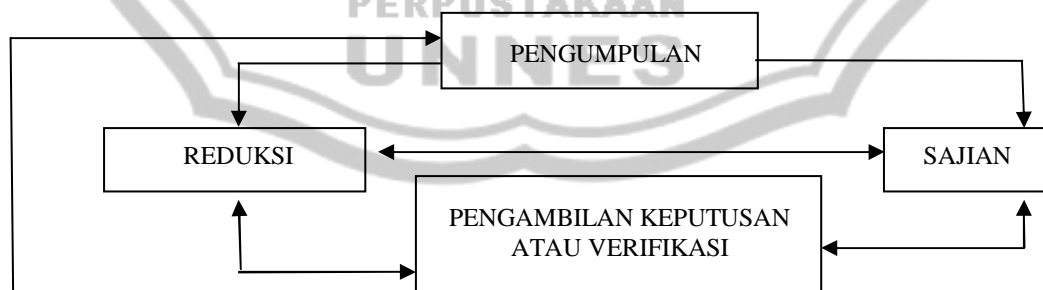 PERPUSTAKAAN
UNNES
PENGUMPULAN
REDUKSI
SAJIAN
PENGAMBILAN KEPUTUSAN
ATAU VERIFIKASI